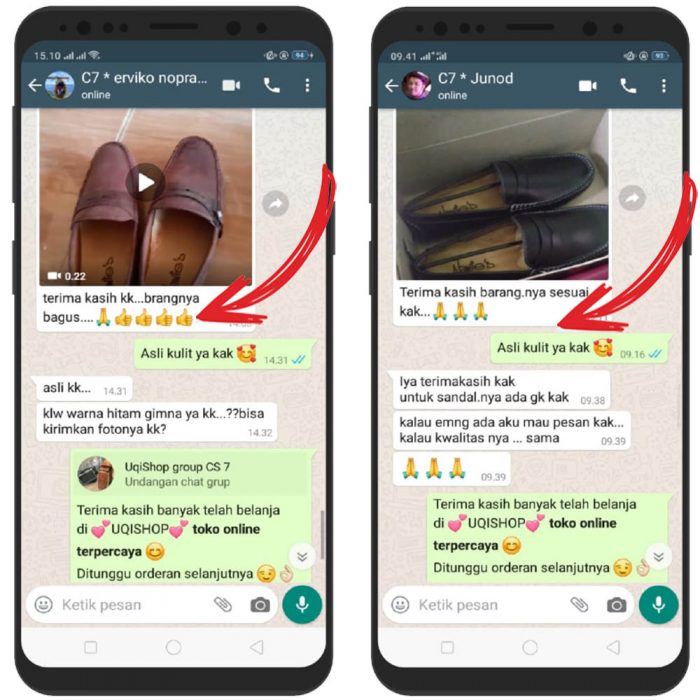 15.10
94
C7 * erviko nopra...
online
0.22
terima kasih kk...brangnya
bagus....🙏👍👍👍👍
Asli kulit ya kak 🥰 14.31
asli kk... 14.31
klw warna hitam gimna ya kk...??bisa
kirimkan fotonya kk? 14.32
UqiShop group CS 7
Undangan chat grup
Terima kasih banyak telah belanja
di 💕UQISHOP💕 toko online
terpercaya 😊
Ditunggu orderan selanjutnya 😉👌🏻
Ketik pesan
09.41
93
C7 * Junod
online
Terima kasih barang.nya sesuai
kak...🙏🙏🙏
Asli kulit ya kak 🥰 09.16
Iya terimakasih kak
untuk sandal.nya ada gk kak 09.38
kalau emng ada aku mau pesan kak...
kalau kwalitas nya ... sama 09.39
🙏🙏🙏 09.39
Terima kasih banyak telah belanja
di 💕UQISHOP💕 toko online
terpercaya 😊
Ditunggu orderan selanjutnya 😉👌🏻
Ketik pesan